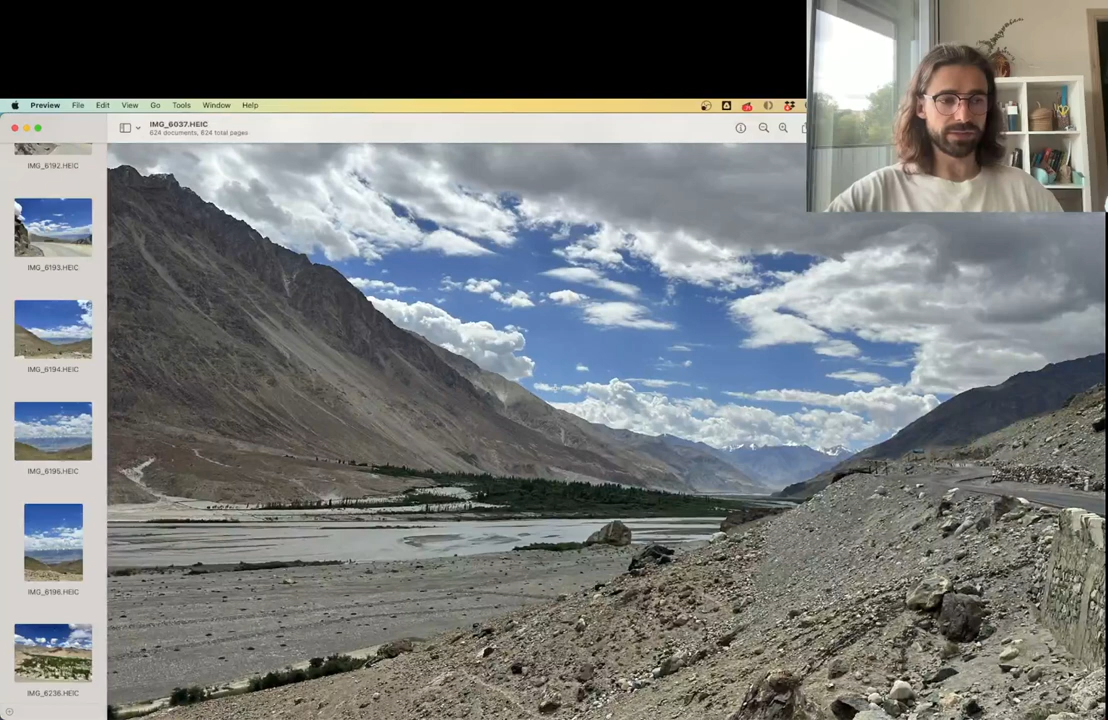 Preview File Edit View Go Tools Window Help
IMG_6037.HEIC
624 documents, 624 total pages
IMG_6192.HEIC
IMG_6193.HEIC
IMG_6194.HEIC
IMG_6195.HEIC
IMG_6196.HEIC
IMG_6236.HEIC